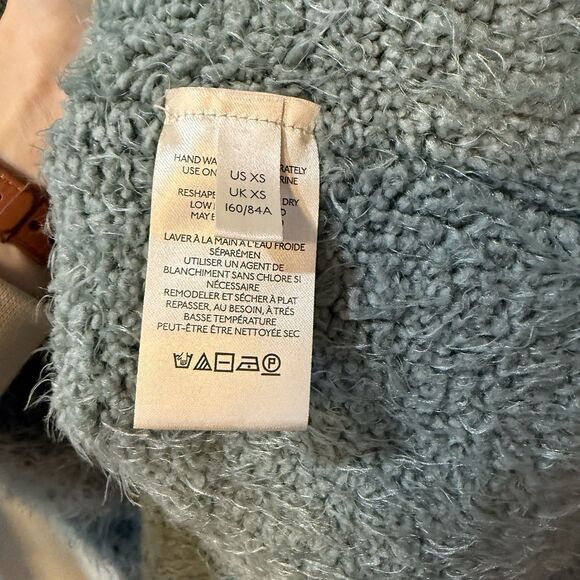 HAND WA
RATELY
USE ON
RINE
RESHAPE
DRY
LOW
MAY B
D
US XS
UK XS
160/84A
LAVER À LA MAIN À L'EAU FROIDE
SÉPARÉMEN
UTILISER UN AGENT DE
BLANCHIMENT SANS CHLORE SI
NÉCESSAIRE
REMODELER ET SÉCHER À PLAT
REPASSER, AU BESOIN, À TRÉS
BASSE TEMPÉRATURE
PEUT-ÊTRE ÊTRE NETTOYÉE SEC
P